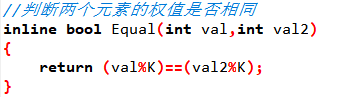 //判断两个元素的权值是否相同
inline bool Equal(int val,int val2)
{
    return (val%K)==(val2%K);
}